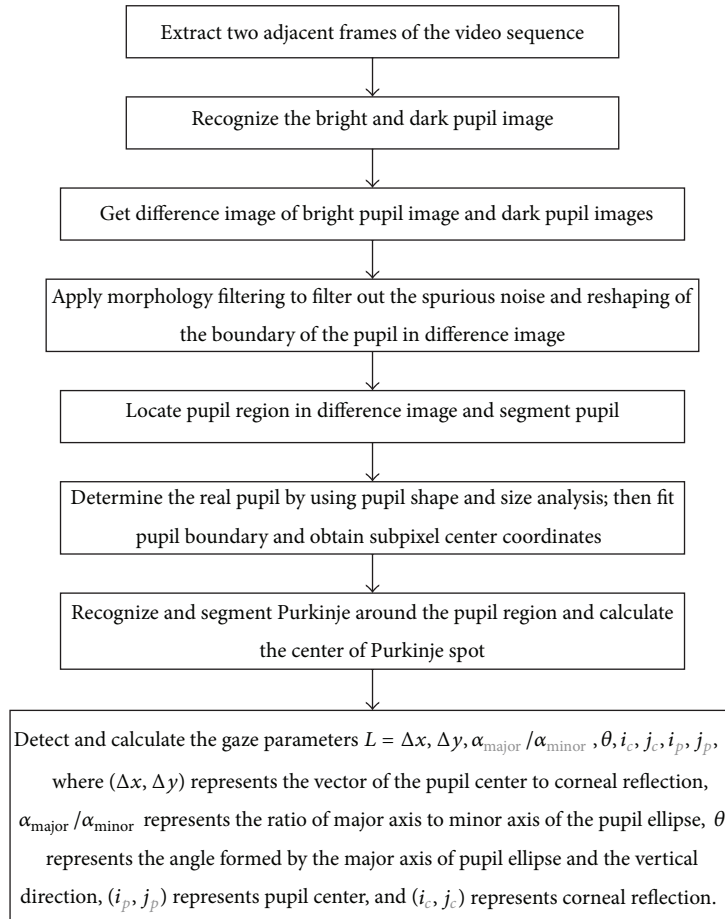 Extract two adjacent frames of the video sequence
Recognize the bright and dark pupil image
Get difference image of bright pupil image and dark pupil images
Apply morphology filtering to filter out the spurious noise and reshaping of
the boundary of the pupil in difference image
Locate pupil region in difference image and segment pupil
Determine the real pupil by using pupil shape and size analysis; then fit
pupil boundary and obtain subpixel center coordinates
Recognize and segment Purkinje around the pupil region and calculate
the center of Purkinje spot
Detect and calculate the gaze parameters L = Δx, Δy, α_major/α_minor, θ, i_c, j_c, i_p, j_p,
where (Δx, Δy) represents the vector of the pupil center to corneal reflection,
α_major/α_minor represents the ratio of major axis to minor axis of the pupil ellipse, θ
represents the angle formed by the major axis of pupil ellipse and the vertical
direction, (i_p, j_p) represents pupil center, and (i_c, j_c) represents corneal reflection.